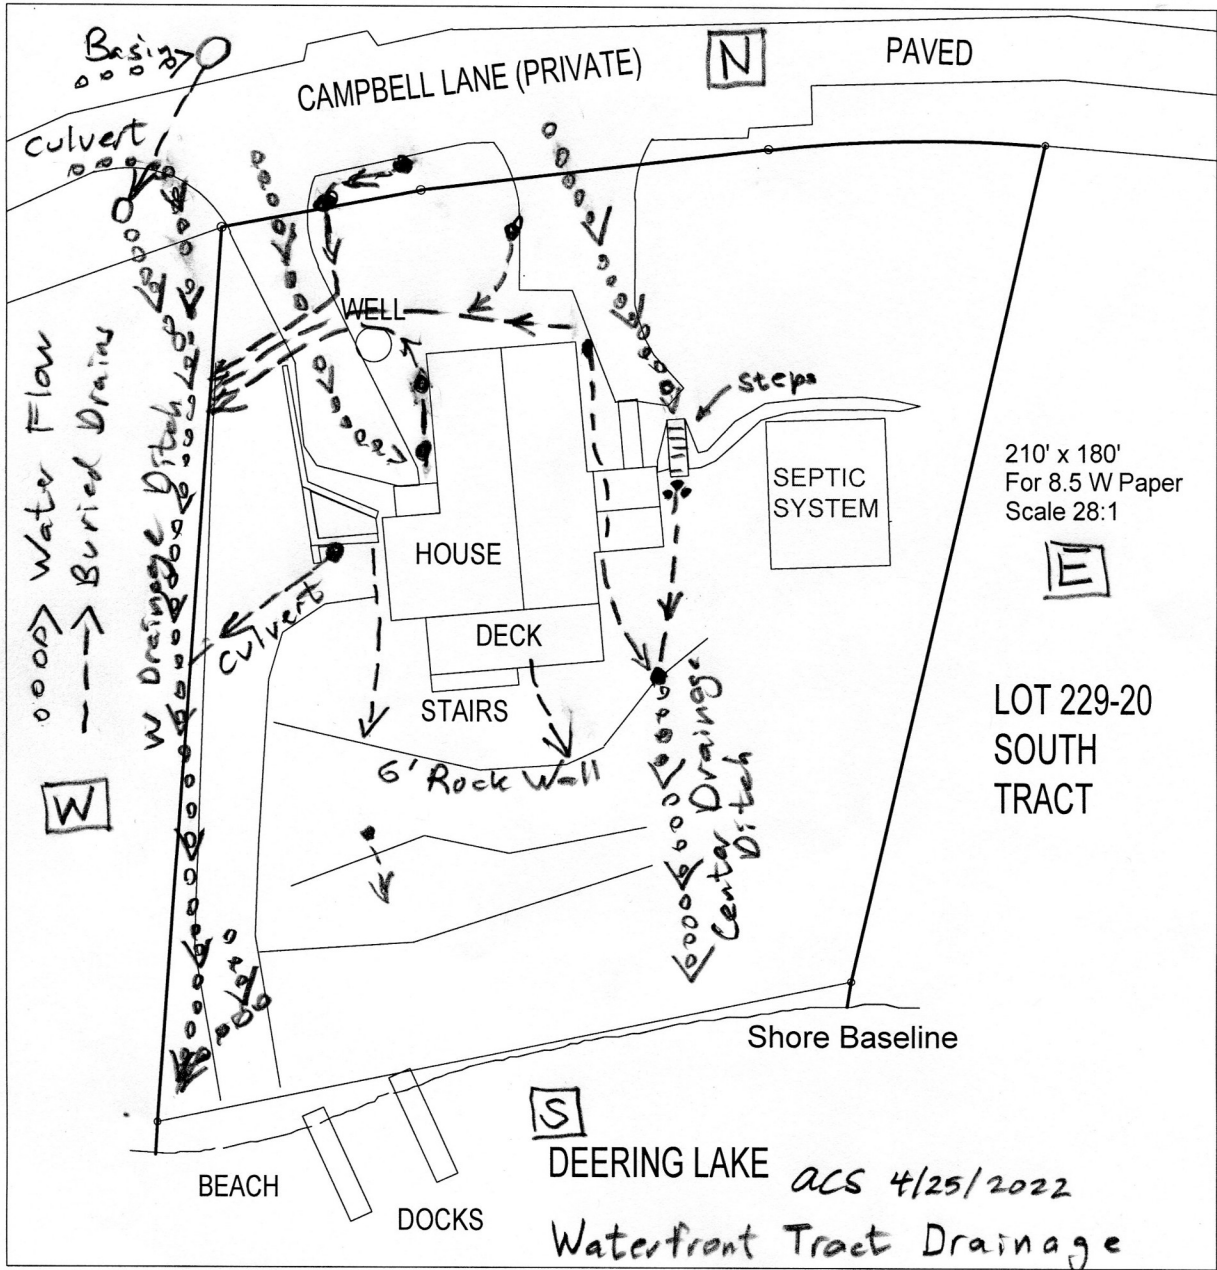 Basin
CAMPBELL LANE (PRIVATE)
N
PAVED
culvert
WELL
steps
Water Flow
Buried Drains
W Drainage Ditch
SEPTIC
SYSTEM
210' x 180'
For 8.5 W Paper
Scale 28:1
E
HOUSE
culvert
DECK
STAIRS
6' Rock Wall
Center Drainage
Ditch
LOT 229-20
SOUTH
TRACT
W
Shore Baseline
S
BEACH
DOCKS
DEERING LAKE
acs 4/25/2022
Waterfront Tract Drainage